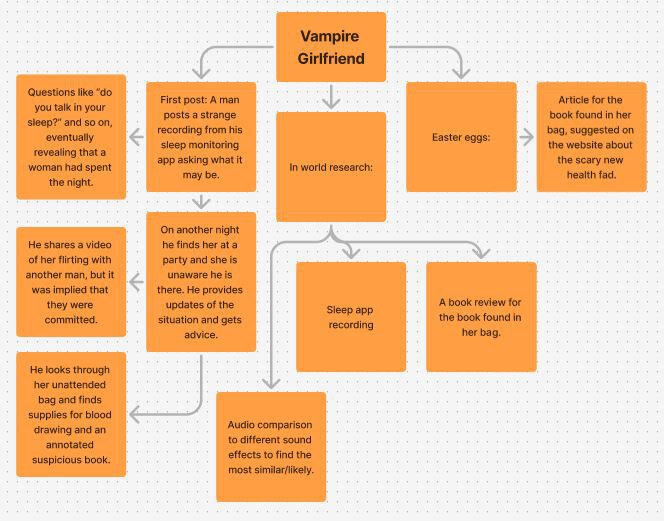 Vampire
Girlfriend
Questions like "do
you talk in your
sleep?" and so on,
eventually
revealing that a
woman had spent
the night.
First post: A man
posts a strange
recording from his
sleep monitoring
app asking what it
may be.
In world research:
Easter eggs:
Article for the
book found in her
bag, suggested on
the website about
the scary new
health fad.
He shares a video
of her flirting with
another man, but it
was implied that
they were
committed.
On another night
he finds her at a
party and she is
unaware he is
there. He provides
updates of the
situation and gets
advice.
Sleep app
recording
A book review for
the book found in
her bag.
He looks through
her unattended
bag and finds
supplies for blood
drawing and an
annotated
suspicious book.
Audio comparison
to different sound
effects to find the
most similar/likely.